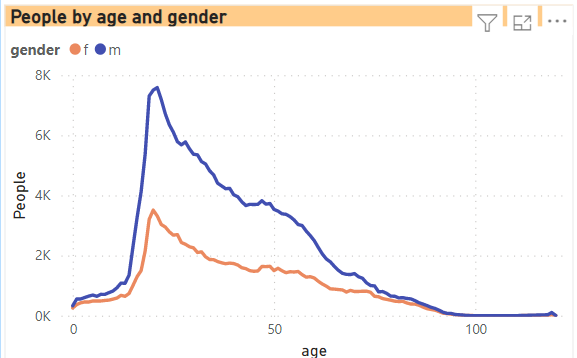 People by age and gender
gender f m
8K
6K
4K
2K
0K
People
0 50 100
age